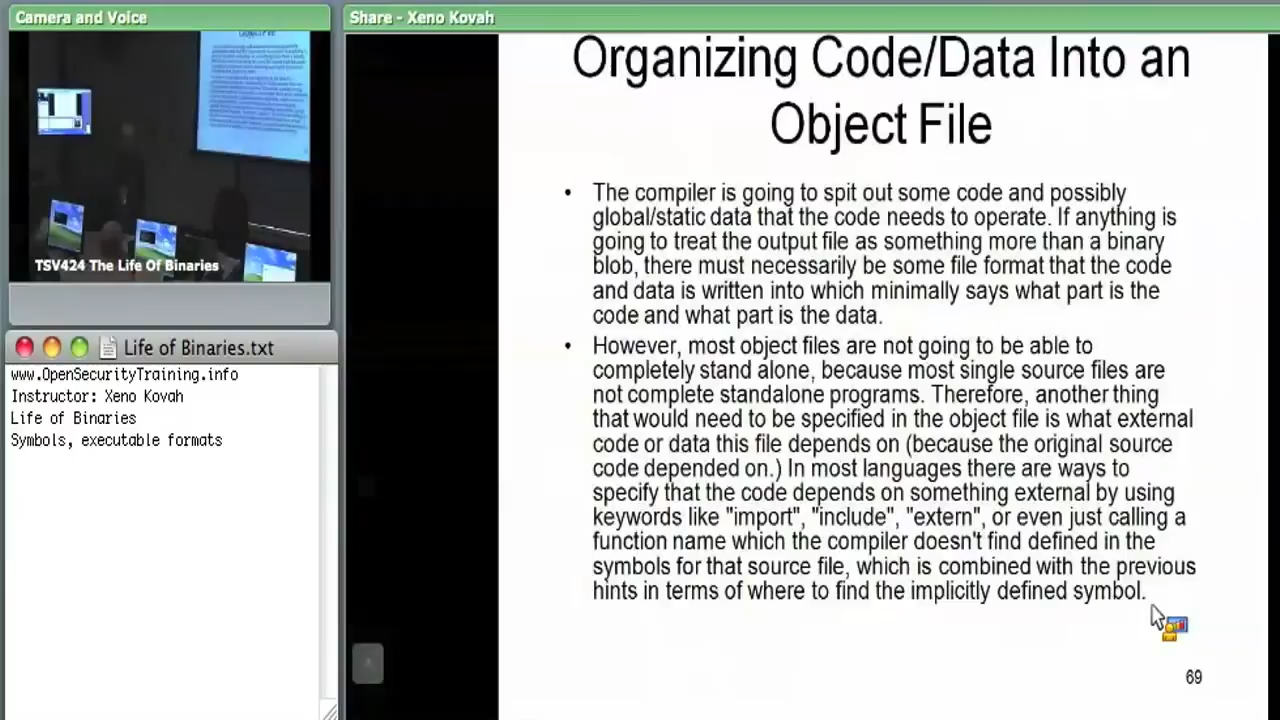 Camera and Voice
TSV424 The Life Of Binaries
Life of Binaries.txt
www.OpenSecurityTraining.info
Instructor: Xeno Kovah
Life of Binaries
Symbols, executable formats
Share - Xeno Kovah
Organizing Code/Data Into an
Object File
• The compiler is going to spit out some code and possibly
global/static data that the code needs to operate. If anything is
going to treat the output file as something more than a binary
blob, there must necessarily be some file format that the code
and data is written into which minimally says what part is the
code and what part is the data.
• However, most object files are not going to be able to
completely stand alone, because most single source files are
not complete standalone programs. Therefore, another thing
that would need to be specified in the object file is what external
code or data this file depends on (because the original source
code depended on.) In most languages there are ways to
specify that the code depends on something external by using
keywords like "import", "include", "extern", or even just calling a
function name which the compiler doesn't find defined in the
symbols for that source file, which is combined with the previous
hints in terms of where to find the implicitly defined symbol.
69